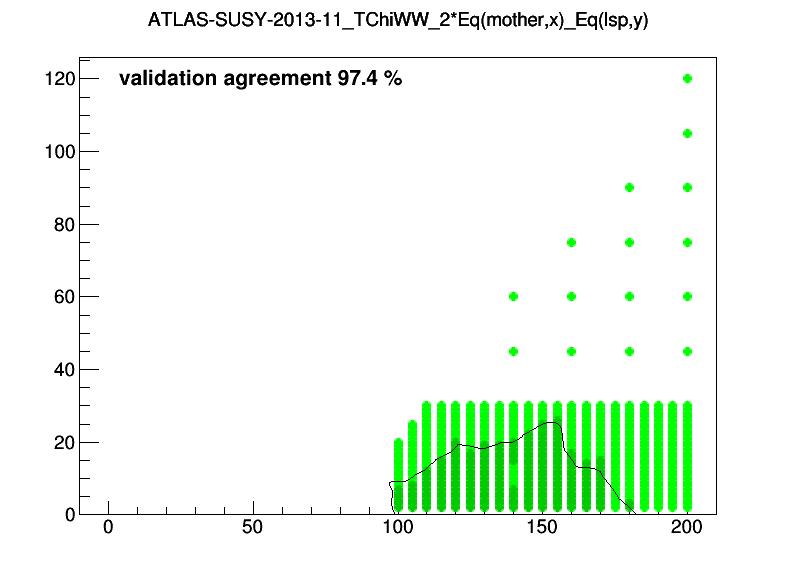 ATLAS-SUSY-2013-11_TChiWW_2*Eq(mother,x)_Eq(lsp,y)
validation agreement 97.4 %
120
100
80
60
40
20
0
0 50 100 150 200